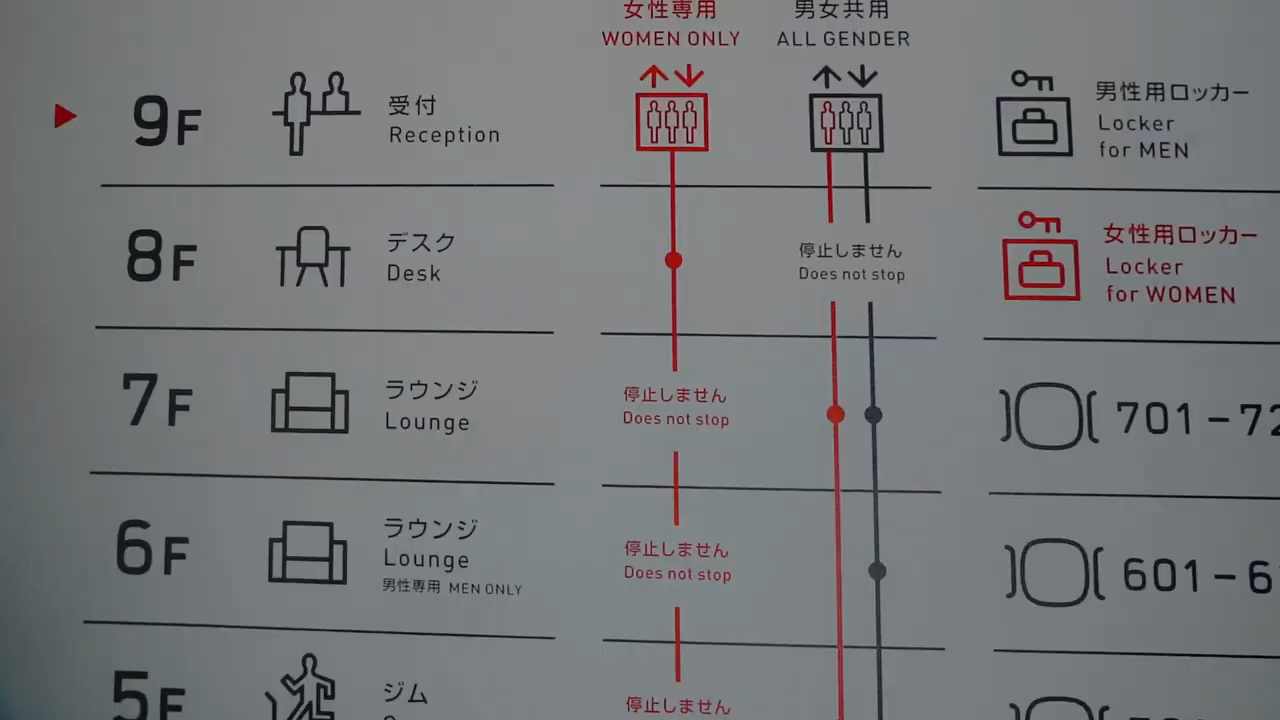 女性専用
WOMEN ONLY
男女共用
ALL GENDER
9F
受付
Reception
男性用ロッカー
Locker
for MEN
8F
デスク
Desk
停止しません
Does not stop
女性用ロッカー
Locker
for WOMEN
7F
ラウンジ
Lounge
停止しません
Does not stop
701-72
6F
ラウンジ
Lounge
男性専用 MEN ONLY
停止しません
Does not stop
601-6
5F
ジム
停止しません